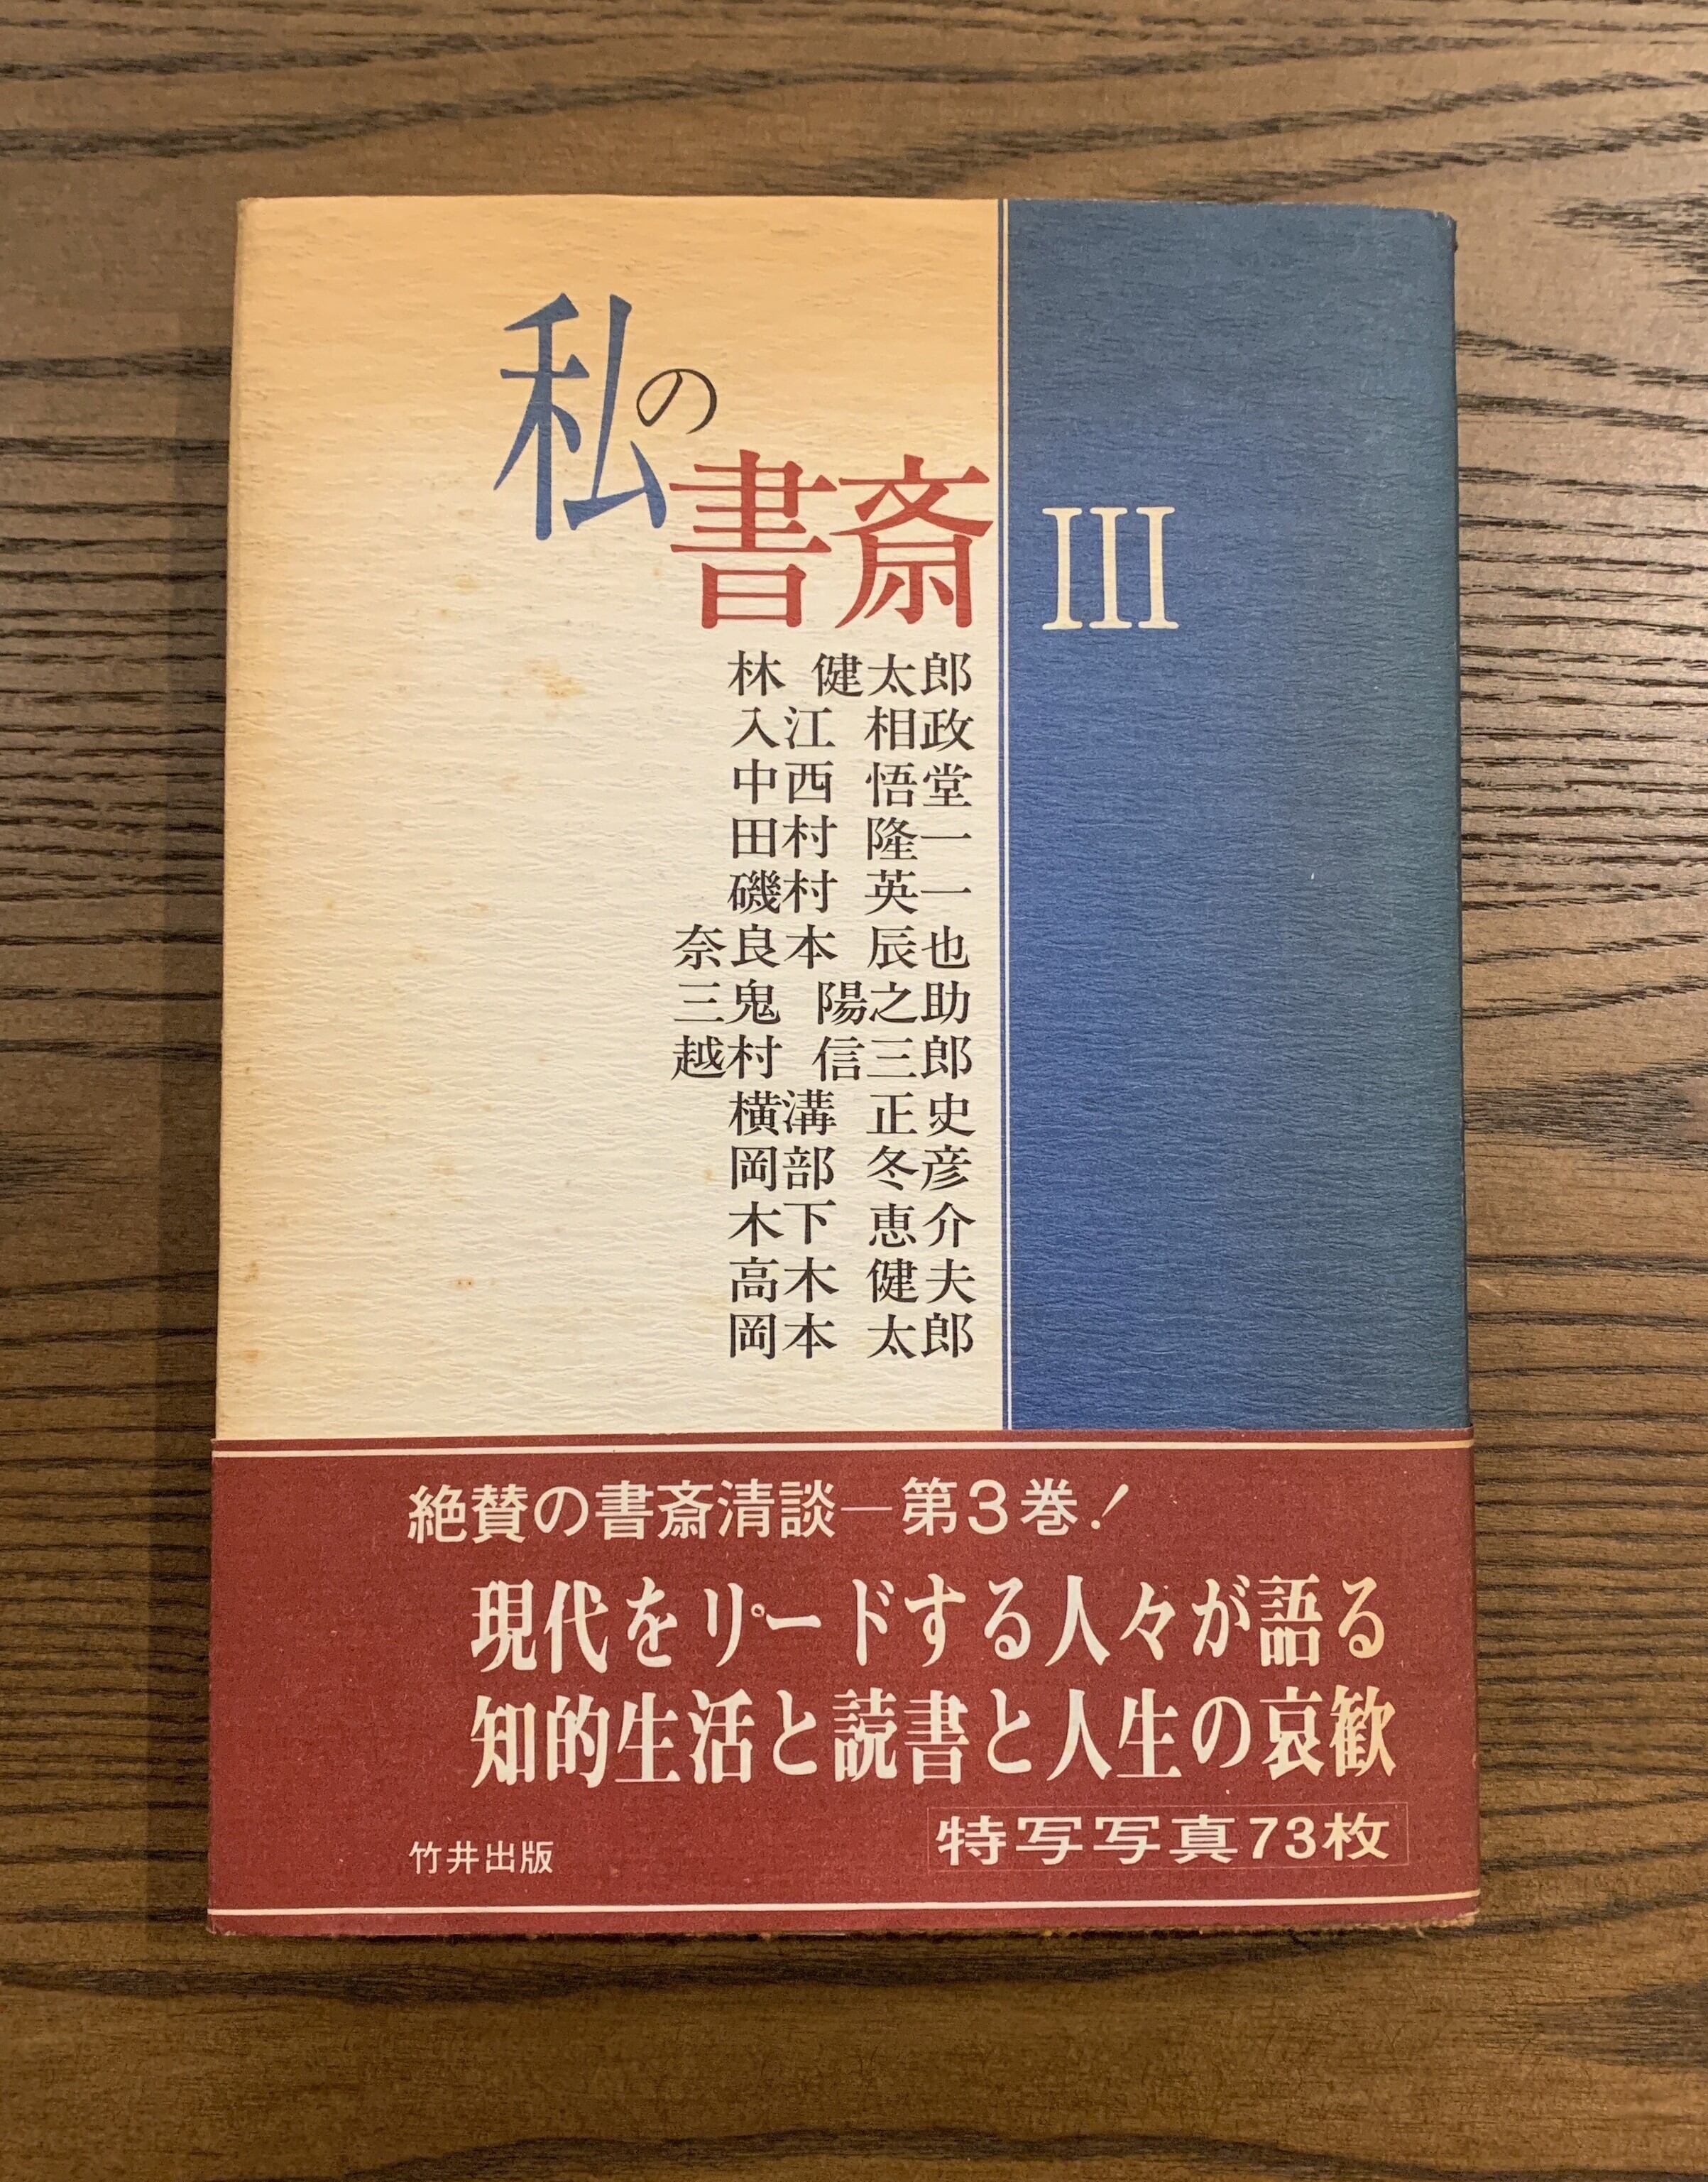 私の
書斎 III
林 健太郎
入江 相政
中西 悟堂
田村 隆一
磯村 英一
奈良本 辰也
三鬼 陽之助
越村 信三郎
横溝 正史
岡部 冬彦
木下 恵介
高木 健夫
岡本 太郎
絶賛の書斎清談―第3巻!
現代をリードする人々が語る
知的生活と読書と人生の哀歓
特写写真73枚
竹井出版